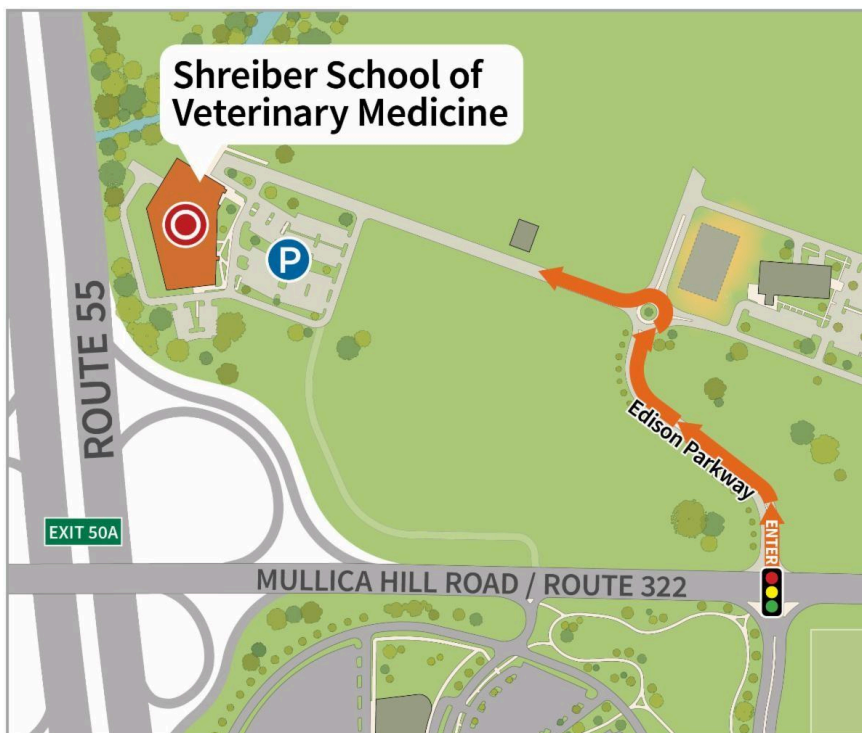 Shreiber School of
Veterinary Medicine
P
ROUTE 55
Edison Parkway
EXIT 50A
ENTER
MULLICA HILL ROAD / ROUTE 322